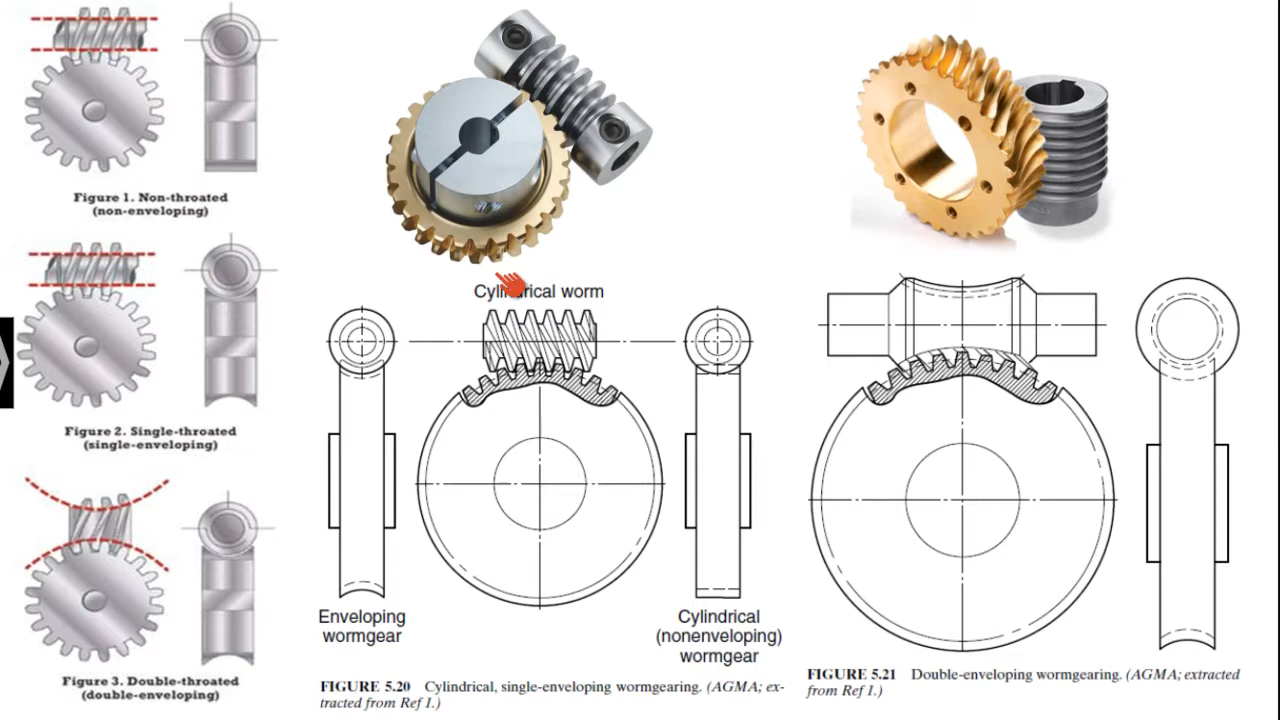 Figure 1. Non-throated
(non-enveloping)
Figure 2. Single-throated
(single-enveloping)
Figure 3. Double-throated
(double-enveloping)
Enveloping
wormgear
Cylindrical
(nonenveloping)
wormgear
FIGURE 5.20 Cylindrical, single-enveloping wormgearing. (AGMA; ex-
tracted from Ref 1.)
worm
FIGURE 5.21 Double-enveloping wormgearing. (AGMA; extracted
from Ref 1.)